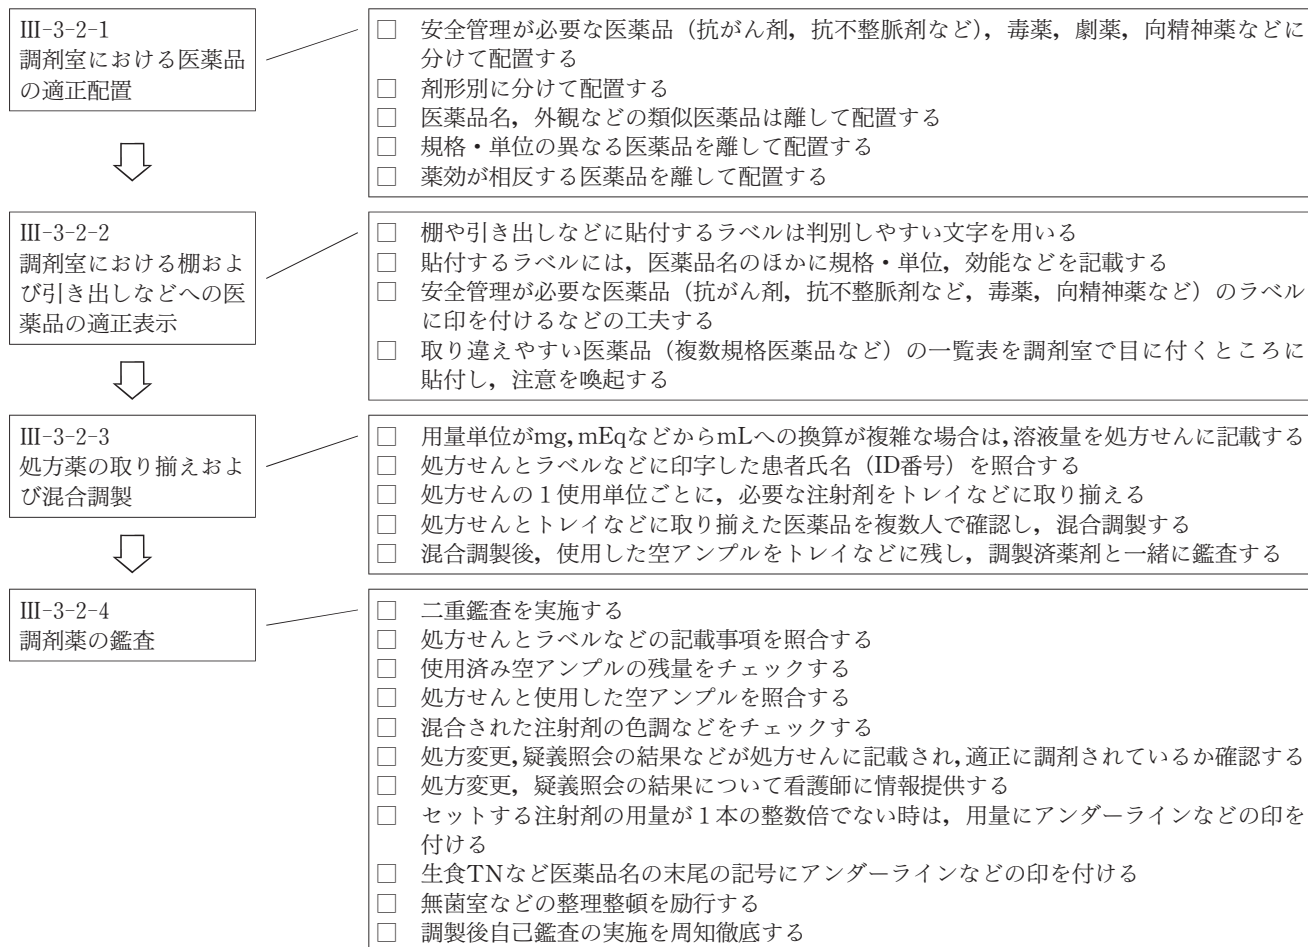 Ⅲ-3-2-1
調剤室における医薬品
の適正配置
□ 安全管理が必要な医薬品（抗がん剤，抗不整脈剤など），毒薬，劇薬，向精神薬などに
分けて配置する
□ 剤形別に分けて配置する
□ 医薬品名，外観などの類似医薬品は離して配置する
□ 規格・単位の異なる医薬品を離して配置する
□ 薬効が相反する医薬品を離して配置する
Ⅲ-3-2-2
調剤室における棚およ
び引き出しなどへの医
薬品の適正表示
□ 棚や引き出しなどに貼付するラベルは判別しやすい文字を用いる
□ 貼付するラベルには，医薬品名のほかに規格・単位，効能などを記載する
□ 安全管理が必要な医薬品（抗がん剤，抗不整脈剤など，毒薬，向精神薬など）のラベル
に印を付けるなどの工夫する
□ 取り違えやすい医薬品（複数規格医薬品など）の一覧表を調剤室で目に付くところに
貼付し，注意を喚起する
Ⅲ-3-2-3
処方薬の取り揃えおよ
び混合調製
□ 用量単位がmg，mEqなどからmLへの換算が複雑な場合は，溶液量を処方せんに記載する
□ 処方せんとラベルなどに印字した患者氏名（ID番号）を照合する
□ 処方せんの１使用単位ごとに，必要な注射剤をトレイなどに取り揃える
□ 処方せんとトレイなどに取り揃えた医薬品を複数人で確認し，混合調製する
□ 混合調製後，使用した空アンプルをトレイなどに残し，調製済薬剤と一緒に鑑査する
Ⅲ-3-2-4
調剤薬の鑑査
□ 二重鑑査を実施する
□ 処方せんとラベルなどの記載事項を照合する
□ 使用済み空アンプルの残量をチェックする
□ 処方せんと使用した空アンプルを照合する
□ 混合された注射剤の色調などをチェックする
□ 処方変更，疑義照会の結果などが処方せんに記載され，適正に調剤されているか確認する
□ 処方変更，疑義照会の結果について看護師に情報提供する
□ セットする注射剤の用量が１本の整数倍でない時は，用量にアンダーラインなどの印を
付ける
□ 生食TNなど医薬品名の末尾の記号にアンダーラインなどの印を付ける
□ 無菌室などの整理整頓を励行する
□ 調製後自己鑑査の実施を周知徹底する